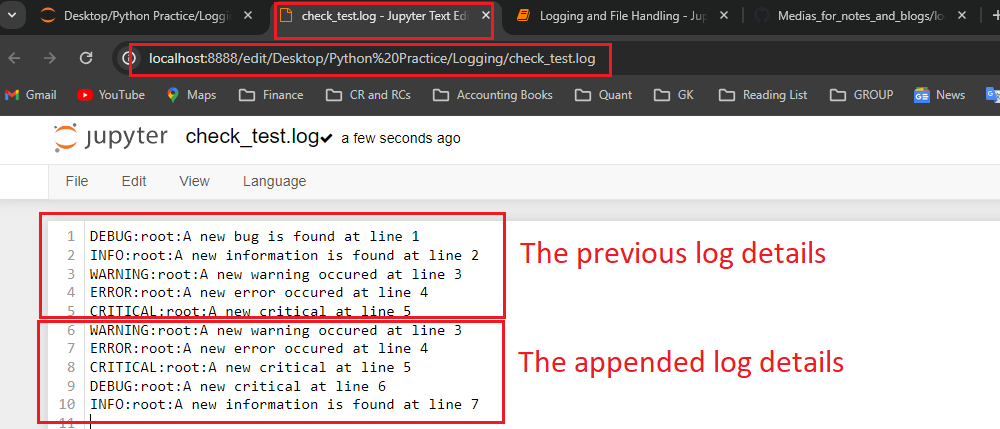 Desktop/Python Practice/Loggi
check_test.log - Jupyter Text Edi
Logging and File Handling - Jup
Medias_for_notes_and_blogs/lo
localhost:8888/edit/Desktop/Python%20Practice/Logging/check_test.log
Gmail YouTube Maps Finance CR and RCs Accounting Books Quant GK Reading List GROUP News
jupyter check_test.log a few seconds ago
File Edit View Language
1 DEBUG:root:A new bug is found at line 1
2 INFO:root:A new information is found at line 2
3 WARNING:root:A new warning occured at line 3
4 ERROR:root:A new error occured at line 4
5 CRITICAL:root:A new critical at line 5
The previous log details
6 WARNING:root:A new warning occured at line 3
7 ERROR:root:A new error occured at line 4
8 CRITICAL:root:A new critical at line 5
9 DEBUG:root:A new critical at line 6
10 INFO:root:A new information is found at line 7
11
The appended log details